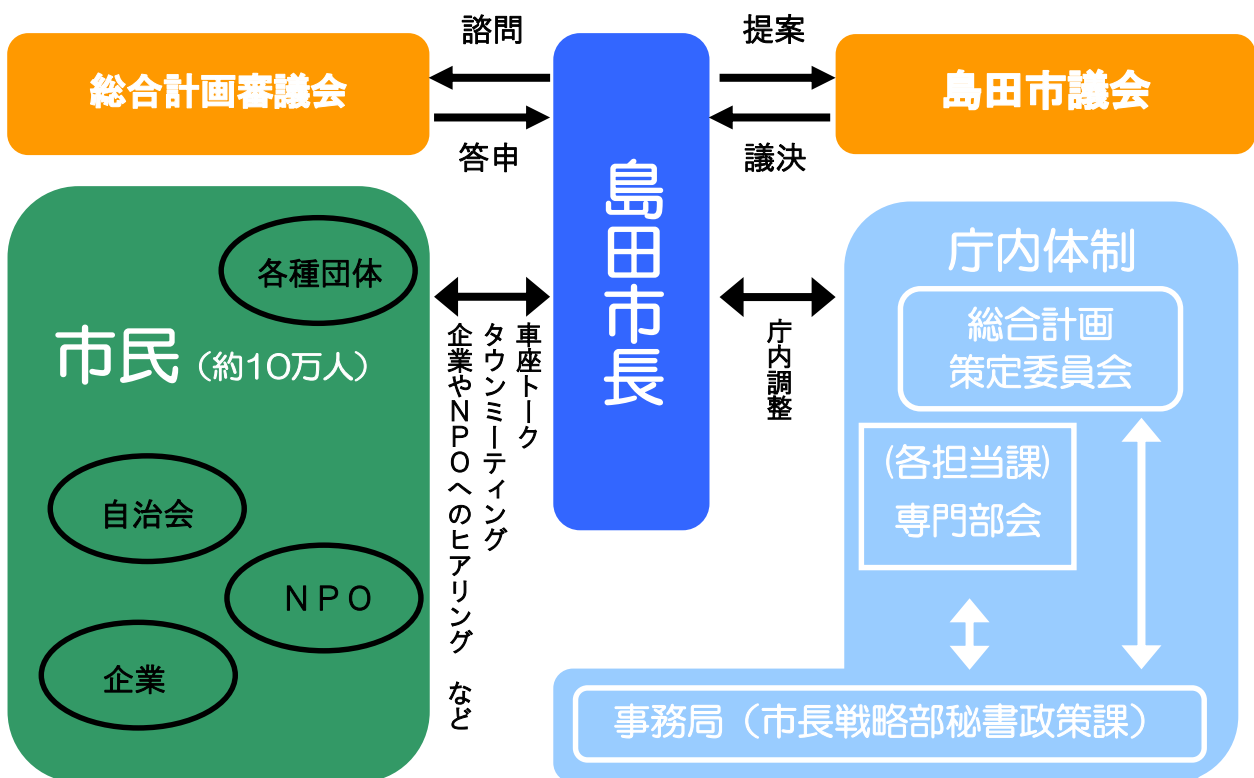 諮問
提案
総合計画審議会
島田市議会
答申
議決
島田市長
市民（約10万人）
各種団体
自治会
ＮＰＯ
企業
車座トーク
タウンミーティング
企業やＮＰＯへのヒアリング　など
庁内調整
庁内体制
総合計画
策定委員会
(各担当課)
専門部会
事務局（市長戦略部秘書政策課）